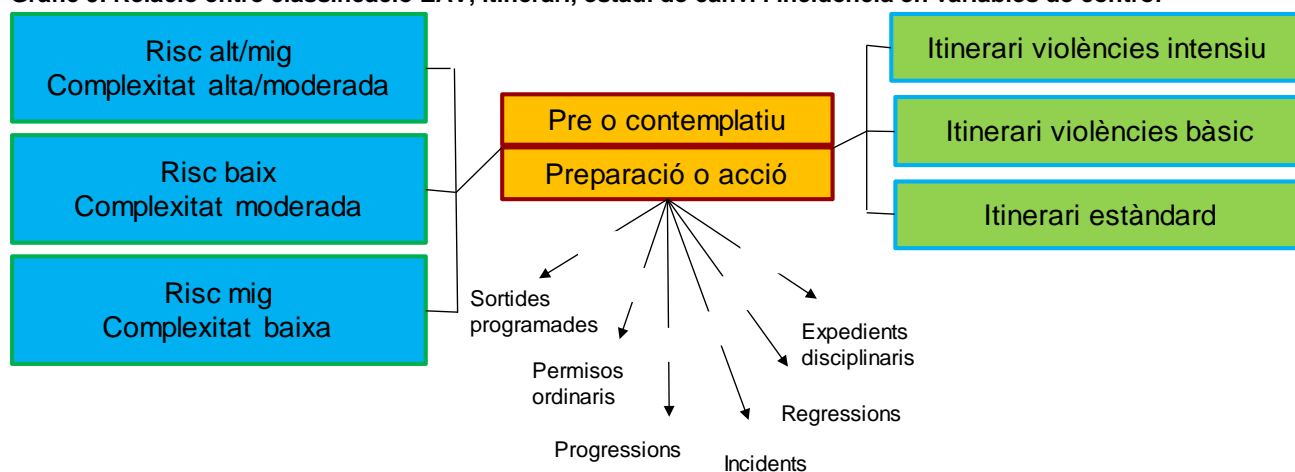 Risc alt/mig
Complexitat alta/moderada
Risc baix
Complexitat moderada
Risc mig
Complexitat baixa
Pre o contemplatiu
Preparació o acció
Itinerari violències intensiu
Itinerari violències bàsic
Itinerari estàndard
Sortides
programades
Permisos
ordinaris
Progressions
Incidents
Regressions
Expedients
disciplinaris